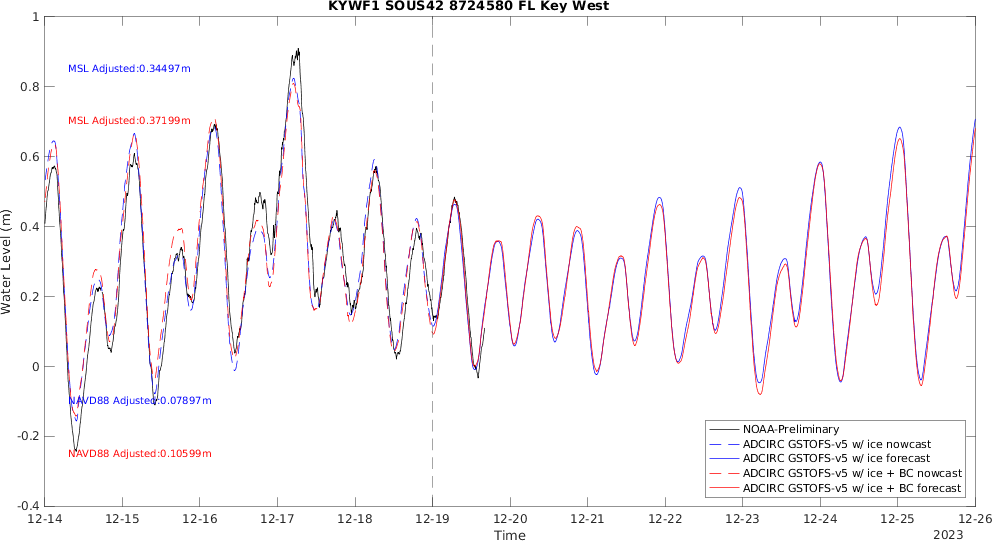 KYWF1 SOUS42 8724580 FL Key West
1
0.8
0.6
0.4
0.2
0
-0.2
-0.4
Water Level (m)
MSL Adjusted:0.34497m
MSL Adjusted:0.37199m
NAVD88 Adjusted:0.07897m
NAVD88 Adjusted:0.10599m
NOAA-Preliminary
ADCIRC GSTOFS-v5 w/ ice nowcast
ADCIRC GSTOFS-v5 w/ ice forecast
ADCIRC GSTOFS-v5 w/ ice + BC nowcast
ADCIRC GSTOFS-v5 w/ ice + BC forecast
12-14 12-15 12-16 12-17 12-18 12-19 12-20 12-21 12-22 12-23 12-24 12-25 12-26
Time
2023